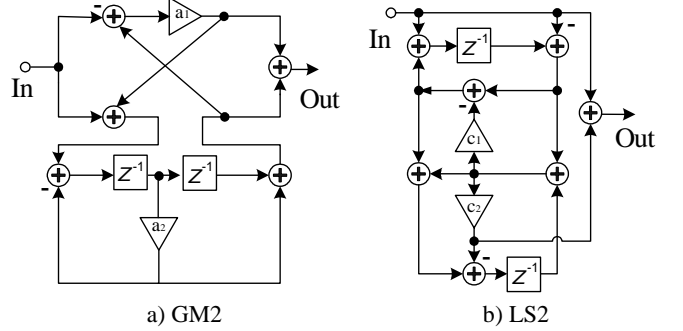 a₁
In
Out
z⁻¹
z⁻¹
a₂
a) GM2
In
z⁻¹
c₁
Out
c₂
z⁻¹
b) LS2